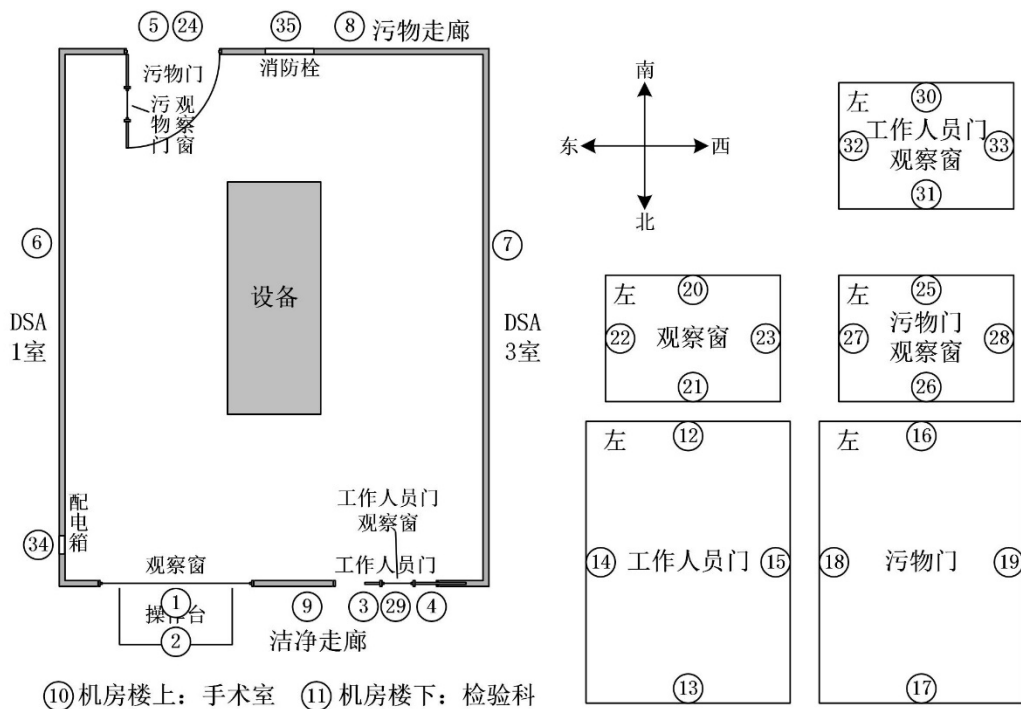 ⑤ ㉔ ㉟ ⑧ 污物走廊
污物门
消防栓
污物门
观察窗
⑥
DSA
1室
设备
⑦
DSA
3室
配电箱
㉞
观察窗
工作人员门
观察窗
工作人员门
①
操作台
②
⑨
③ ㉙ ④
洁净走廊
⑩机房楼上：手术室 ⑪机房楼下：检验科
南
东 西
北
左 ㉚
㉜ 工作人员门 ㉝
观察窗
㉛
左 ⑳
㉒ 观察窗 ㉓
㉑
左 ㉕
㉗ 污物门 ㉘
观察窗
㉖
左 ⑫
⑭ 工作人员门 ⑮
⑬
左 ⑯
⑱ 污物门 ⑲
⑰